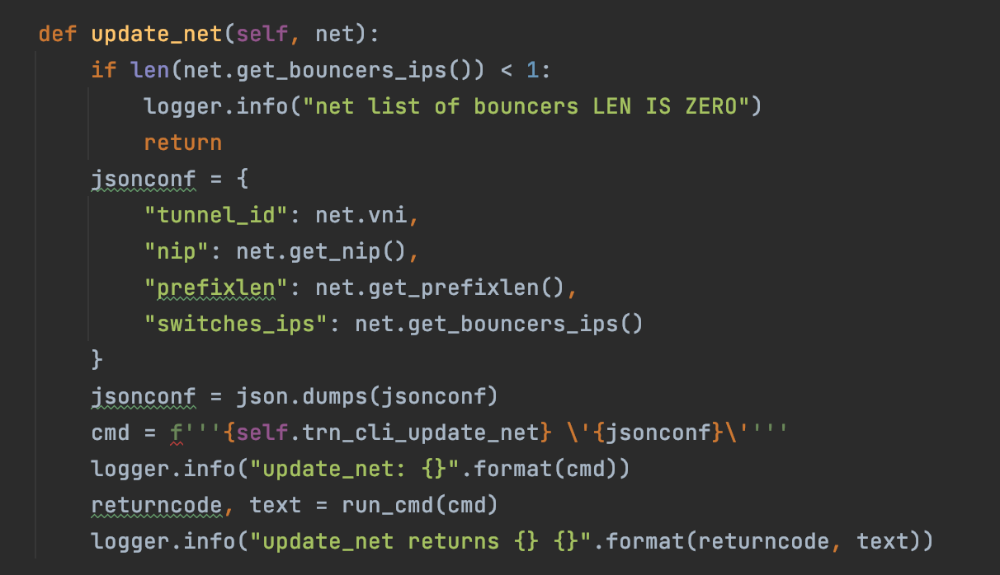 def update_net(self, net):
    if len(net.get_bouncers_ips()) < 1:
        logger.info("net list of bouncers LEN IS ZERO")
        return
    jsonconf = {
        "tunnel_id": net.vni,
        "nip": net.get_nip(),
        "prefixlen": net.get_prefixlen(),
        "switches_ips": net.get_bouncers_ips()
    }
    jsonconf = json.dumps(jsonconf)
    cmd = f'''{self.trn_cli_update_net} \'{jsonconf}\''''
    logger.info("update_net: {}".format(cmd))
    returncode, text = run_cmd(cmd)
    logger.info("update_net returns {} {}".format(returncode, text))